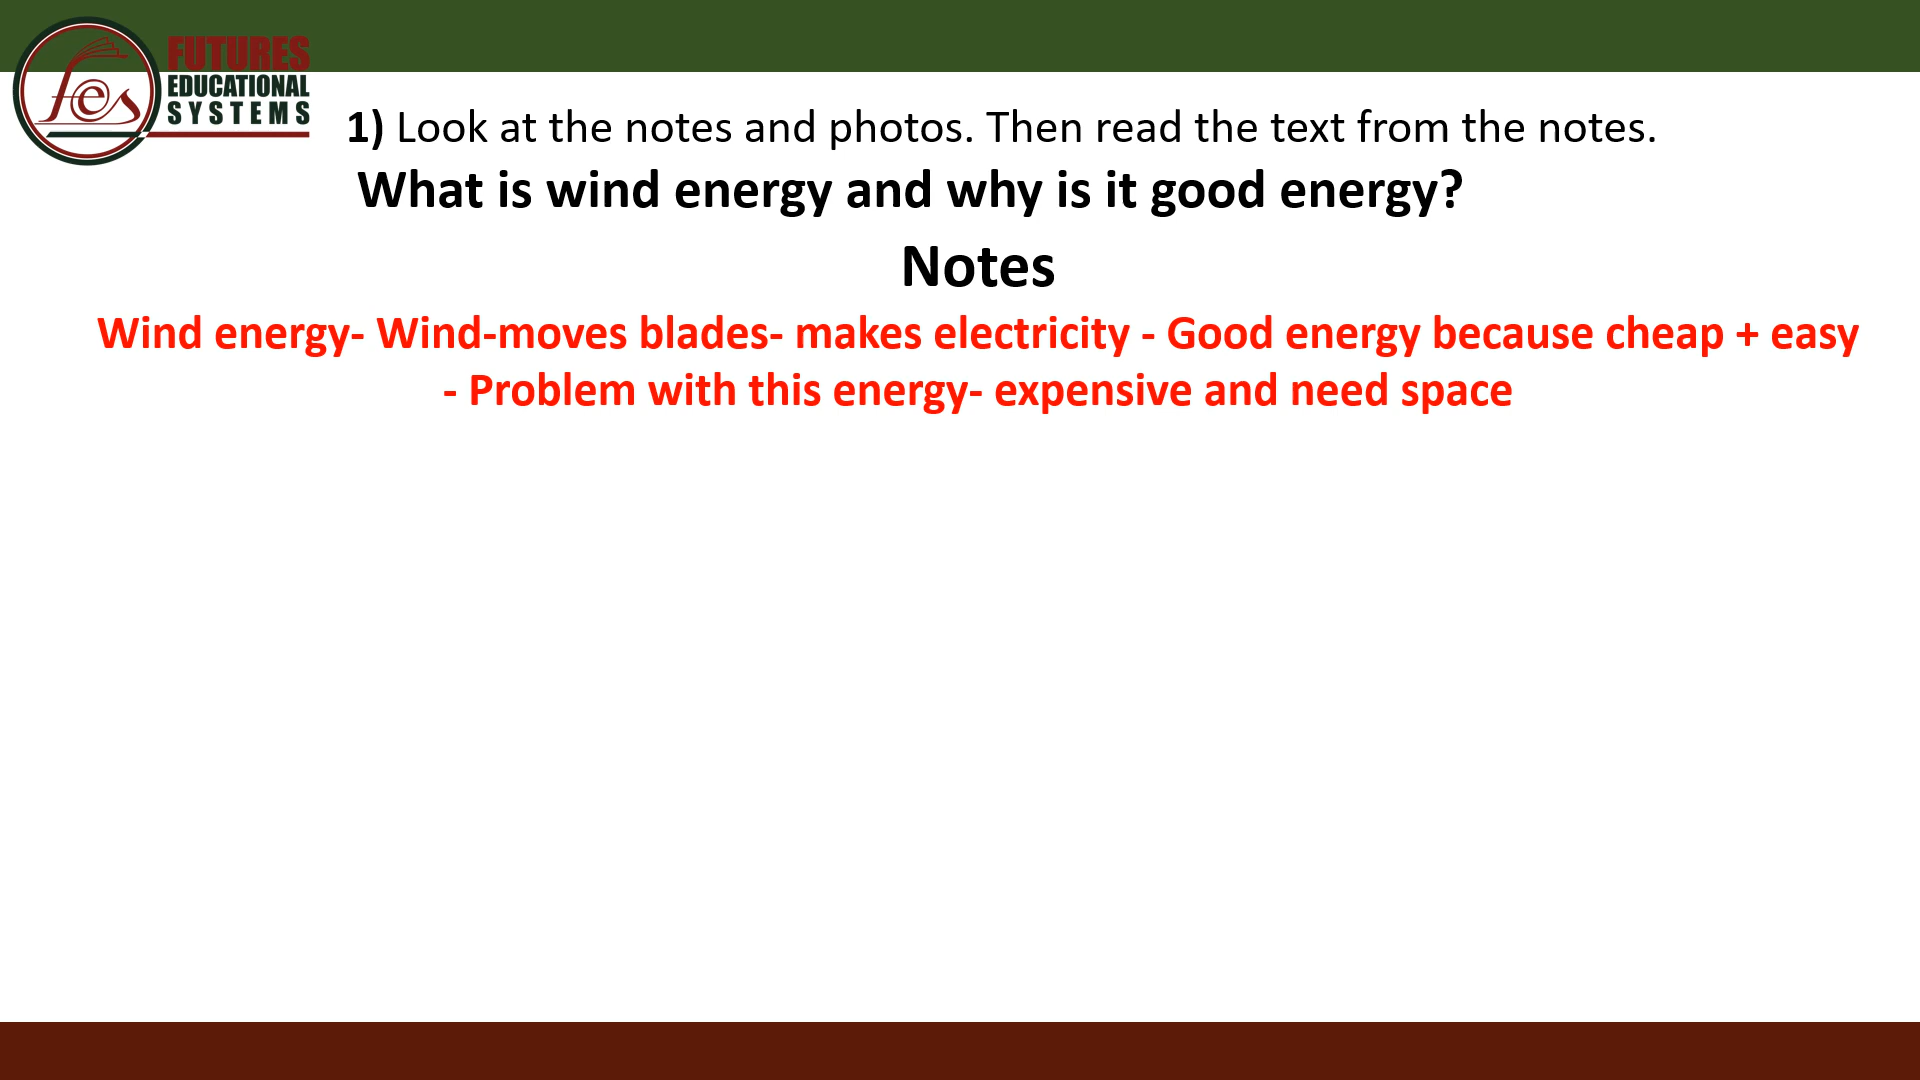 fes
FUTURES
EDUCATIONAL
SYSTEMS
1) Look at the notes and photos. Then read the text from the notes.
What is wind energy and why is it good energy?
Notes
Wind energy- Wind-moves blades- makes electricity - Good energy because cheap + easy
- Problem with this energy- expensive and need space